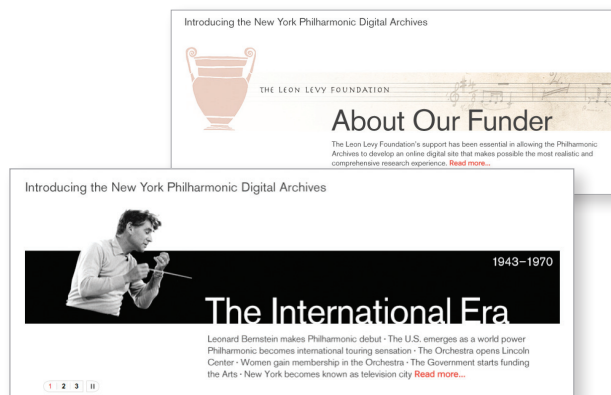 Introducing the New York Philharmonic Digital Archives
THE LEON LEVY FOUNDATION
About Our Funder
The Leon Levy Foundation's support has been essential in allowing the Philharmonic
Archives to develop an online digital site that makes possible the most realistic and
comprehensive research experience. Read more...
Introducing the New York Philharmonic Digital Archives
1943–1970
The International Era
Leonard Bernstein makes Philharmonic debut · The U.S. emerges as a world power
Philharmonic becomes international touring sensation · The Orchestra opens Lincoln
Center · Women gain membership in the Orchestra · The Government starts funding
the Arts · New York becomes known as television city Read more...
1 2 3